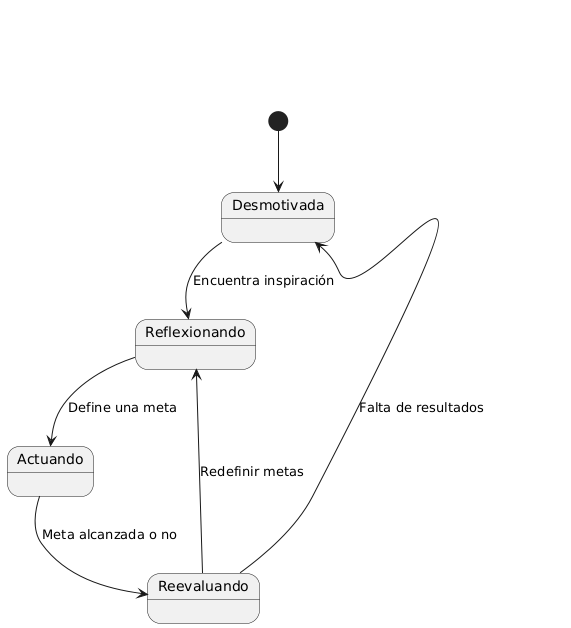 Desmotivada
Encuentra inspiración
Reflexionando
Define una meta
Falta de resultados
Actuando
Redefinir metas
Meta alcanzada o no
Reevaluando